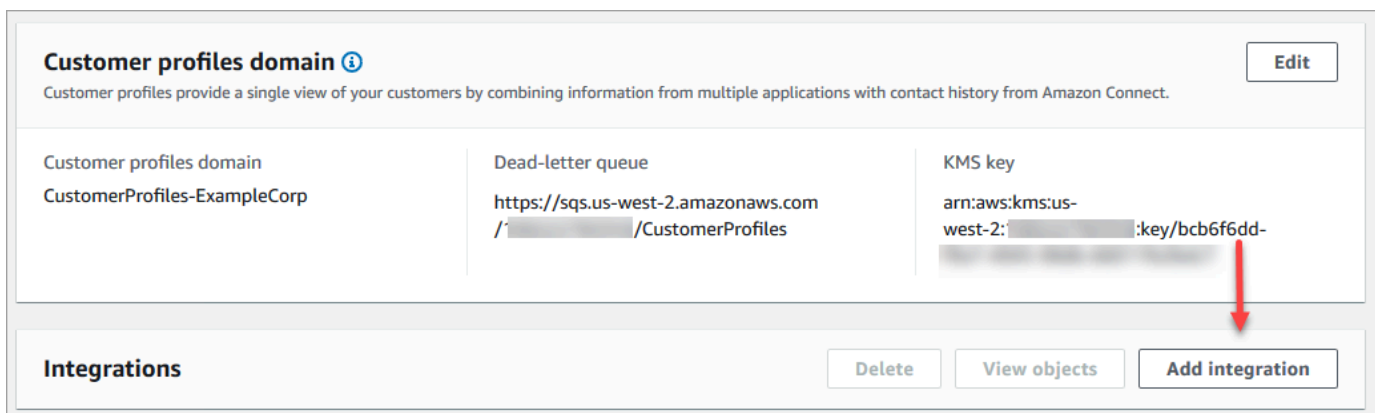 Customer profiles domain
Edit
Customer profiles provide a single view of your customers by combining information from multiple applications with contact history from Amazon Connect.
Customer profiles domain
CustomerProfiles-ExampleCorp
Dead-letter queue
https://sqs.us-west-2.amazonaws.com
/ /CustomerProfiles
KMS key
arn:aws:kms:us-
west-2: :key/bcb6f6dd-
Integrations
Delete
View objects
Add integration